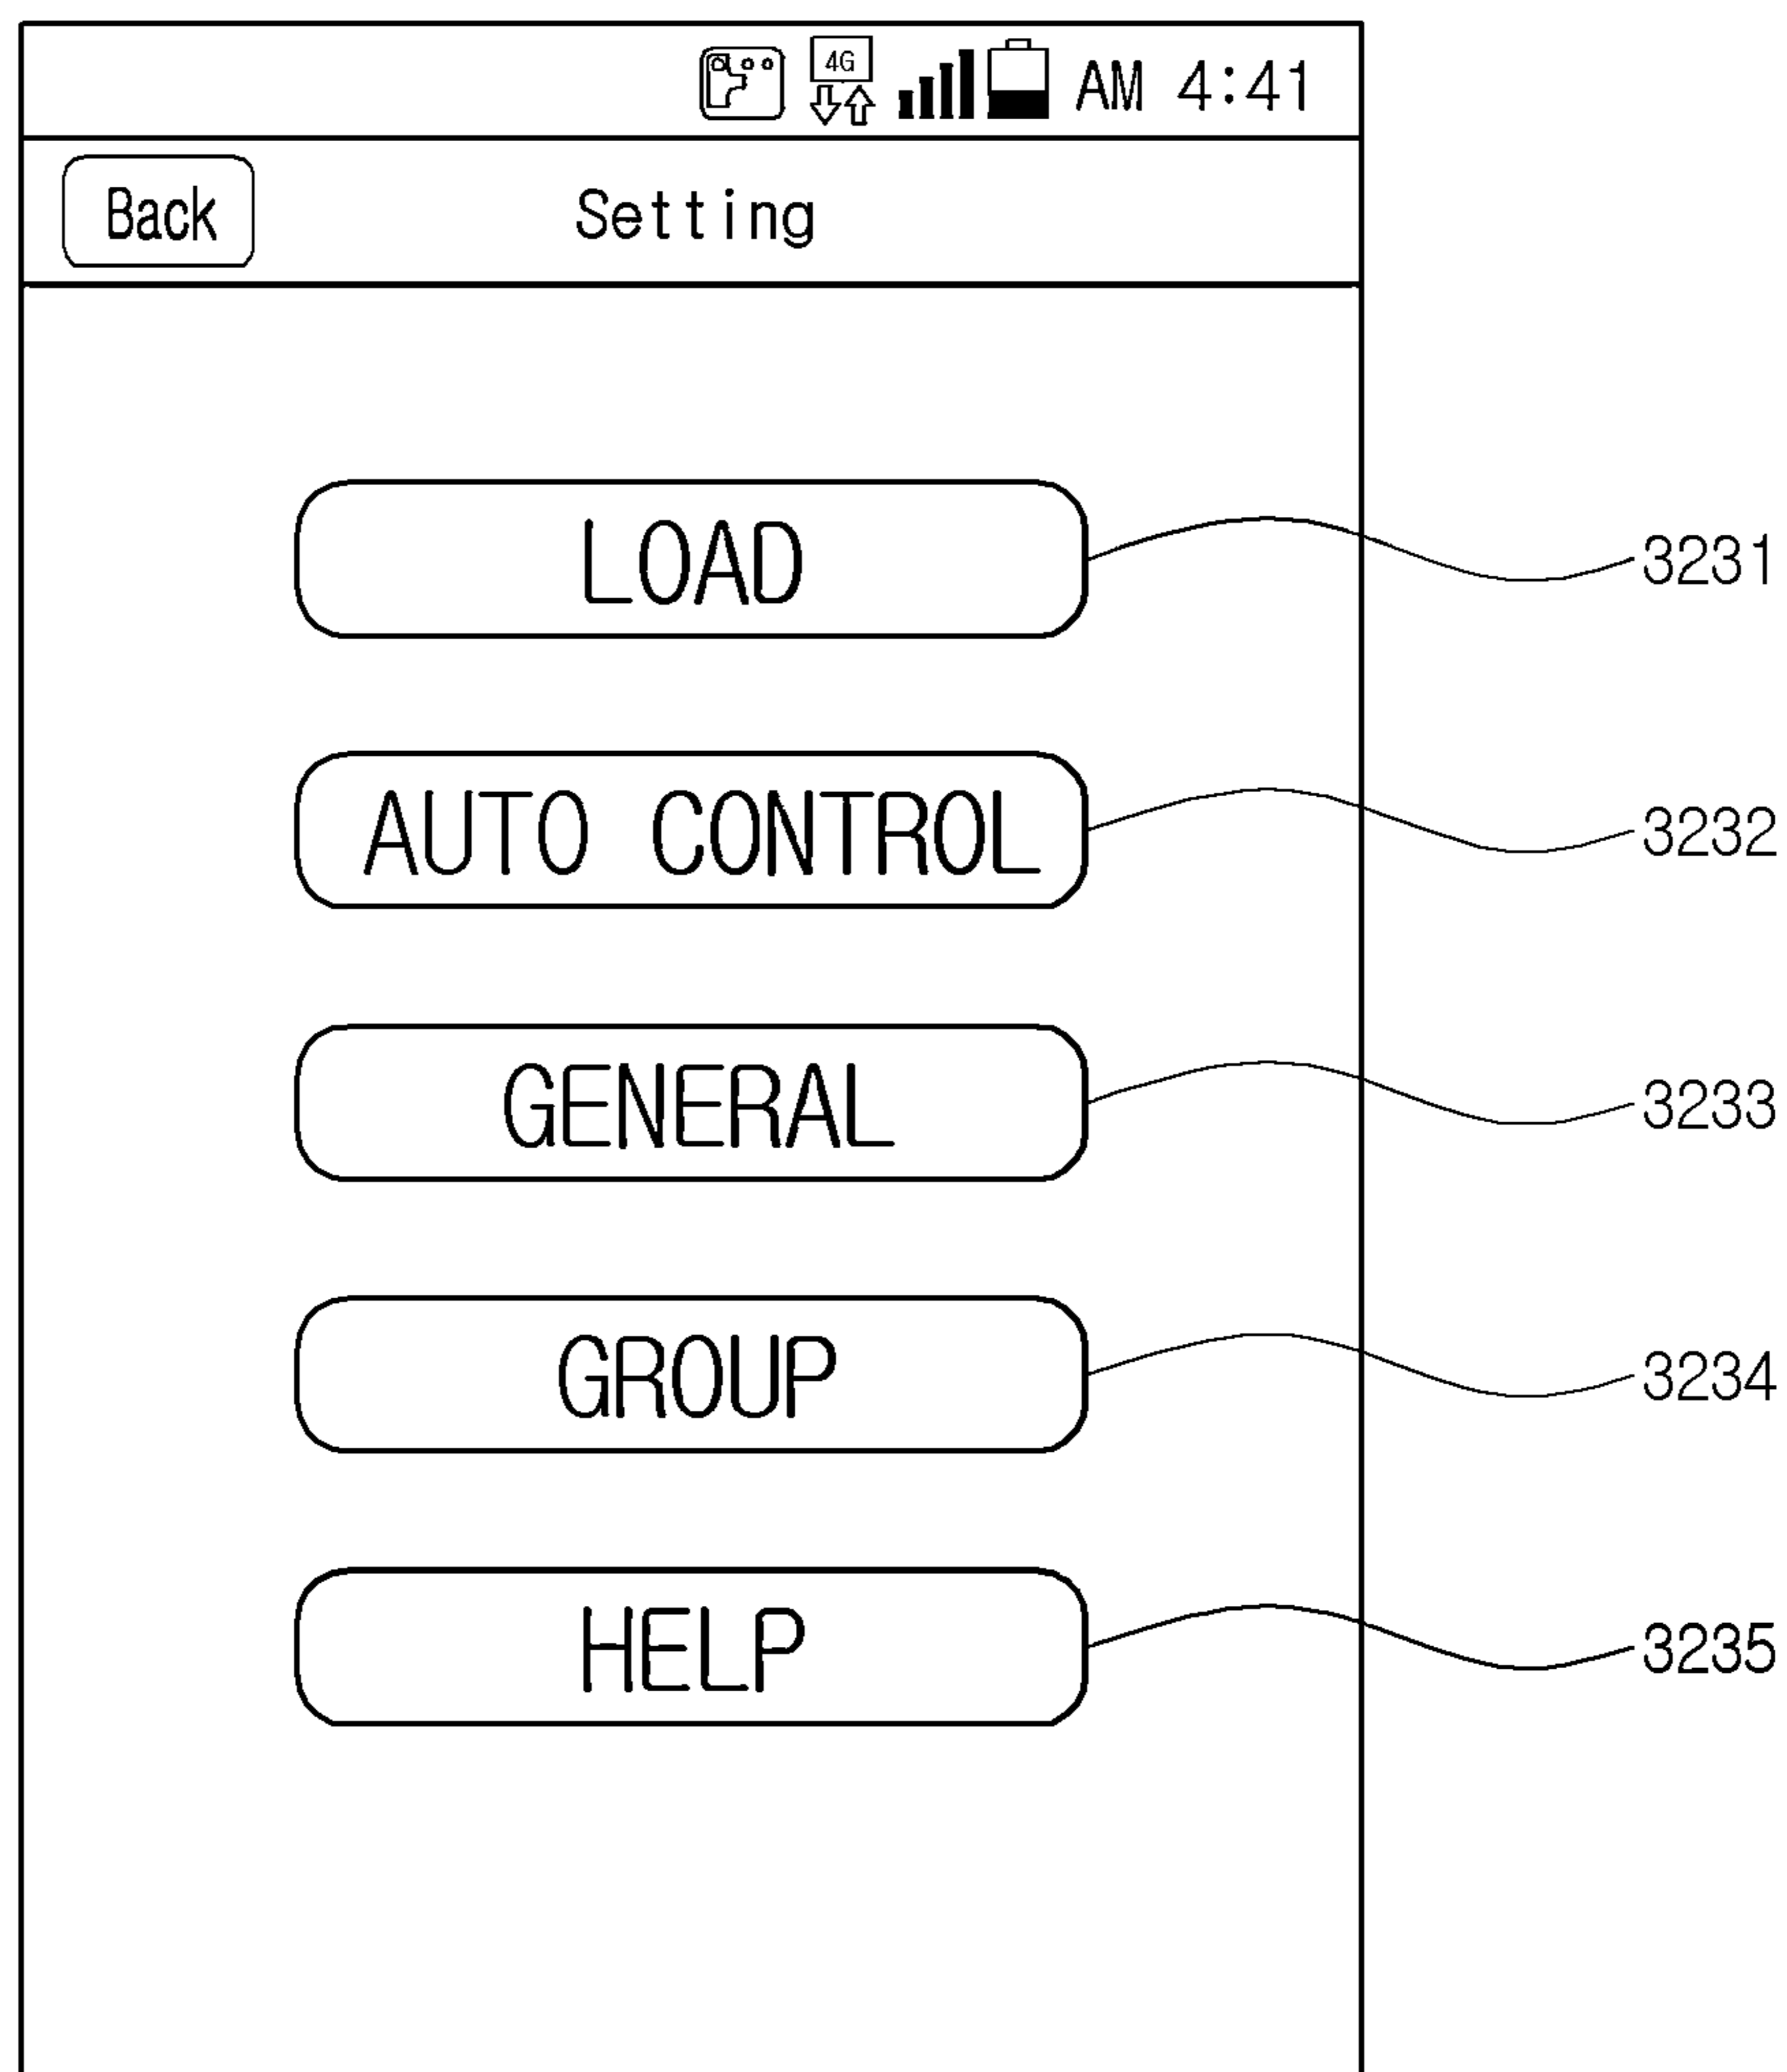 4G AM 4:41
Back Setting
LOAD 3231
AUTO CONTROL 3232
GENERAL 3233
GROUP 3234
HELP 3235